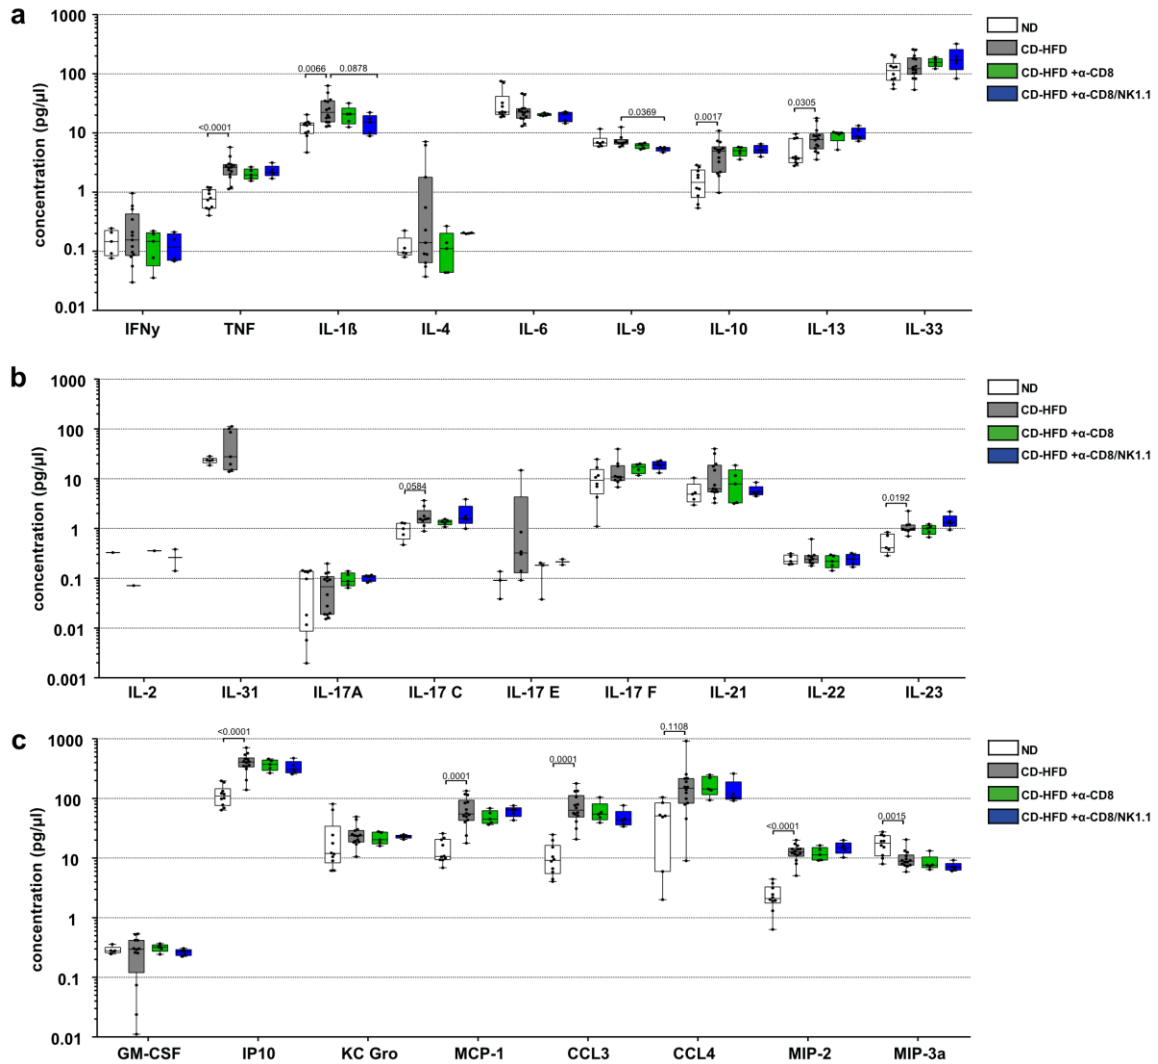 a
1000
100
10
1
0.1
0.01
concentration (pg/µl)
<0.0001
0.0066
0.0878
0.0369
0.0017
0.0305
IFNy TNF IL-1ß IL-4 IL-6 IL-9 IL-10 IL-13 IL-33
ND
CD-HFD
CD-HFD +α-CD8
CD-HFD +α-CD8/NK1.1
b
1000
100
10
1
0.1
0.01
0.001
concentration (pg/µl)
0.0584
0.0192
IL-2 IL-31 IL-17A IL-17 C IL-17 E IL-17 F IL-21 IL-22 IL-23
ND
CD-HFD
CD-HFD +α-CD8
CD-HFD +α-CD8/NK1.1
c
1000
100
10
1
0.1
0.01
concentration (pg/µl)
<0.0001
0.0001
0.0001
0.1108
<0.0001
0.0015
GM-CSF IP10 KC Gro MCP-1 CCL3 CCL4 MIP-2 MIP-3a
ND
CD-HFD
CD-HFD +α-CD8
CD-HFD +α-CD8/NK1.1